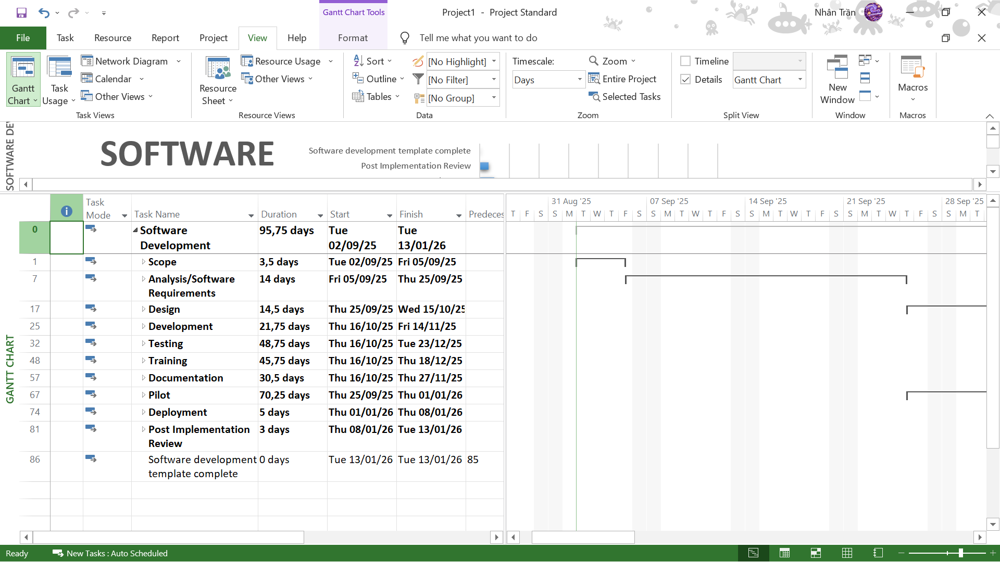 Gantt Chart Tools
Project1 - Project Standard
Nhân Trần
File Task Resource Report Project View Help Format Tell me what you want to do
Gantt Chart
Task Usage
Network Diagram
Calendar
Other Views
Task Views
Resource Sheet
Resource Usage
Other Views
Resource Views
Sort
Outline
Tables
[No Highlight]
[No Filter]
[No Group]
Data
Timescale:
Days
Zoom
Entire Project
Selected Tasks
Zoom
Timeline
Details
Gantt Chart
Split View
New Window
Window
Macros
Macros
SOFTWARE DEV
SOFTWARE
Software development template complete
Post Implementation Review
GANTT CHART
Task Mode Task Name Duration Start Finish Predeces
31 Aug '25 07 Sep '25 14 Sep '25 21 Sep '25 28 Sep '25
T F S S M T W T F S S M T W T F S S M T W T F S S M T W T F S S M T
0 Software Development 95,75 days Tue 02/09/25 Tue 13/01/26
1 Scope 3,5 days Tue 02/09/25 Fri 05/09/25
7 Analysis/Software Requirements 14 days Fri 05/09/25 Thu 25/09/25
17 Design 14,5 days Thu 25/09/25 Wed 15/10/25
25 Development 21,75 days Thu 16/10/25 Fri 14/11/25
32 Testing 48,75 days Thu 16/10/25 Tue 23/12/25
48 Training 45,75 days Thu 16/10/25 Thu 18/12/25
57 Documentation 30,5 days Thu 16/10/25 Thu 27/11/25
67 Pilot 70,25 days Thu 25/09/25 Thu 01/01/26
74 Deployment 5 days Thu 01/01/26 Thu 08/01/26
81 Post Implementation Review 3 days Thu 08/01/26 Tue 13/01/26
86 Software development template complete 0 days Tue 13/01/26 Tue 13/01/26 85
Ready New Tasks : Auto Scheduled